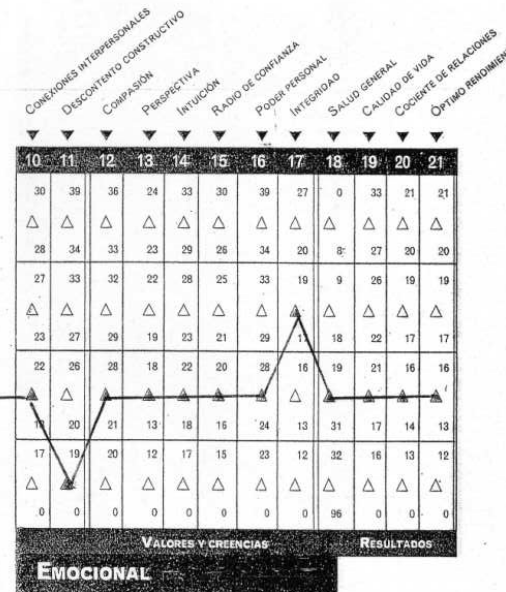 CONEXIONES INTERPERSONALES
DESCONTENTO CONSTRUCTIVO
COMPASIÓN
PERSPECTIVA
INTUICIÓN
RADIO DE CONFIANZA
PODER PERSONAL
INTEGRIDAD
SALUD GENERAL
CALIDAD DE VIDA
COCIENTE DE RELACIONES
ÓPTIMO RENDIMIENTO
10 11 12 13 14 15 16 17 18 19 20 21
30 39 36 24 33 30 39 27 0 33 21 21
28 34 33 23 29 26 34 20 8 27 20 20
27 33 32 22 28 25 33 19 9 26 19 19
23 27 29 19 23 21 29 17 18 22 17 17
22 26 28 18 22 20 28 16 19 21 16 16
18 20 21 13 18 16 24 13 31 17 14 13
17 19 20 12 17 15 23 12 32 16 13 12
0 0 0 0 0 0 0 0 96 0 0 0
VALORES Y CREENCIAS RESULTADOS
EMOCIONAL